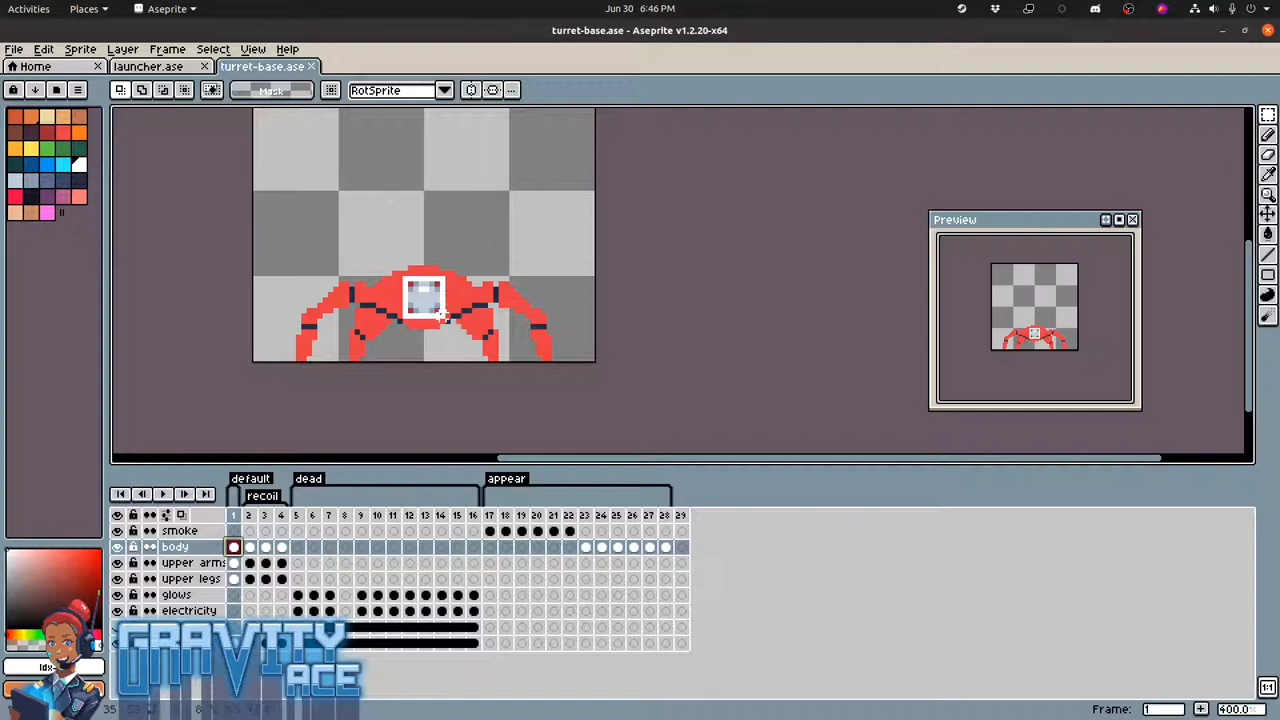 Activities Places Aseprite Jun 30 6:46 PM
turret-base.ase - Aseprite v1.2.20-x64
File Edit Sprite Layer Frame Select View Help
Home launcher.ase turret-base.ase
Mask RotSprite
Preview
default dead appear
recoil
1 2 3 4 5 6 7 8 9 10 11 12 13 14 15 16 17 18 19 20 21 22 23 24 25 26 27 28 29
smoke
body
upper arms
upper legs
glows
electricity
GRAVITY
ACE
Idx-
Frame: 1 400.0
1:1